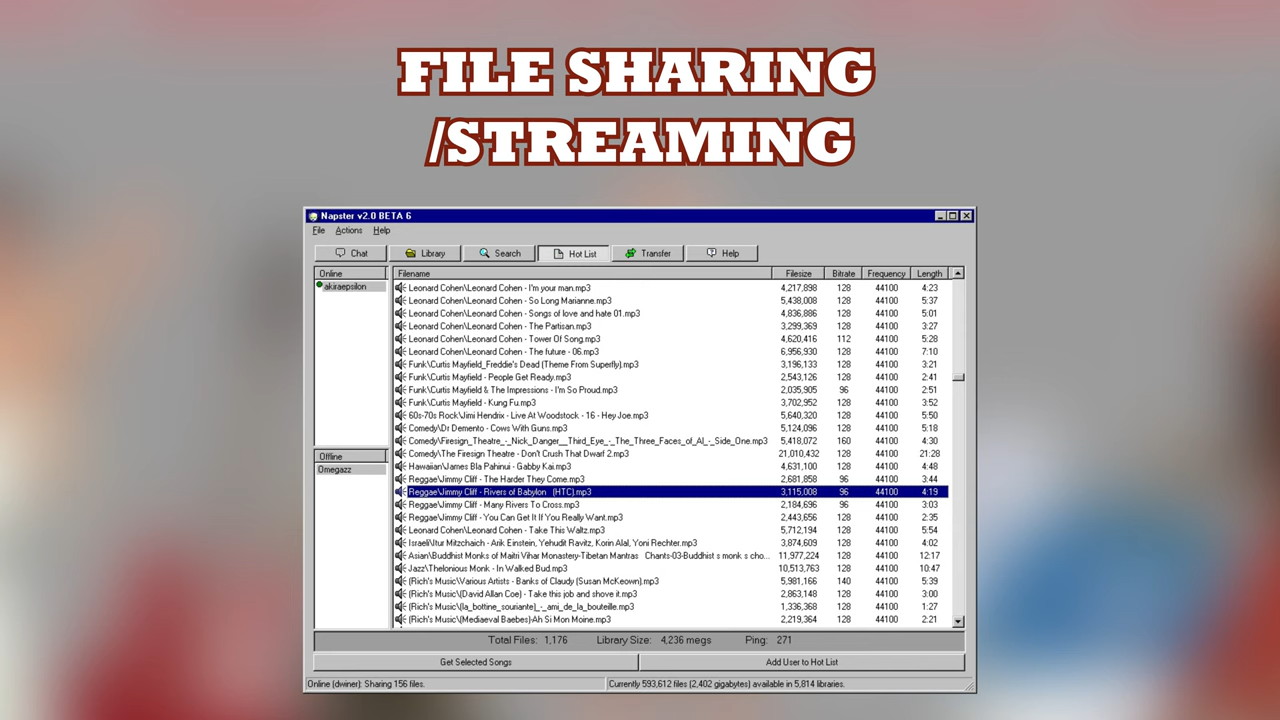 FILE SHARING
/STREAMING
Napster v2.0 BETA 6
File Actions Help
Chat Library Search Hot List Transfer Help
Online Filename Filesize Bitrate Frequency Length
akiraepsilon
Leonard Cohen\Leonard Cohen - I'm your man.mp3 4,217,898 128 44100 4:23
Leonard Cohen\Leonard Cohen - So Long Marianne.mp3 5,438,008 128 44100 5:37
Leonard Cohen\Leonard Cohen - Songs of love and hate 01.mp3 4,836,886 128 44100 5:01
Leonard Cohen\Leonard Cohen - The Partisan.mp3 3,299,369 128 44100 3:27
Leonard Cohen\Leonard Cohen - Tower Of Song.mp3 4,620,416 112 44100 5:28
Leonard Cohen\Leonard Cohen - The future - 06.mp3 6,956,930 128 44100 7:10
Funk\Curtis Mayfield_Freddie's Dead (Theme From Superfly).mp3 3,196,133 128 44100 3:21
Funk\Curtis Mayfield - People Get Ready.mp3 2,543,126 128 44100 2:41
Funk\Curtis Mayfield & The Impressions - I'm So Proud.mp3 2,035,905 96 44100 2:51
Funk\Curtis Mayfield - Kung Fu.mp3 3,702,952 128 44100 3:52
60s-70s Rock\Jimi Hendrix - Live At Woodstock - 16 - Hey Joe.mp3 5,640,320 128 44100 5:50
Comedy\Dr Demento - Cows With Guns.mp3 5,124,096 128 44100 5:18
Comedy\Firesign_Theatre_-_Nick_Danger__Third_Eye_-_The_Three_Faces_of_Al_-_Side_One.mp3 5,418,072 160 44100 4:30
Offline
Comedy\The Firesign Theatre - Don't Crush That Dwarf 2.mp3 21,010,432 128 44100 21:28
Omegazz
Hawaiian\James Bla Pahinui - Gabby Kai.mp3 4,631,100 128 44100 4:48
Reggae\Jimmy Cliff - The Harder They Come.mp3 2,681,858 96 44100 3:44
Reggae\Jimmy Cliff - Rivers of Babylon (HTC).mp3 3,115,008 96 44100 4:19
Reggae\Jimmy Cliff - Many Rivers To Cross.mp3 2,184,696 96 44100 3:03
Reggae\Jimmy Cliff - You Can Get It If You Really Want.mp3 2,443,656 128 44100 2:35
Leonard Cohen\Leonard Cohen - Take This Waltz.mp3 5,712,194 128 44100 5:54
Israeli\Itur Mitzchaich - Arik Einstein, Yehudit Ravitz, Korin Alal, Yoni Rechter.mp3 3,874,609 128 44100 4:02
Asian\Buddhist Monks of Maitri Vihar Monastery-Tibetan Mantras Chants-03-Buddhist s monk s cho... 11,977,224 128 44100 12:17
Jazz\Thelonious Monk - In Walked Bud.mp3 10,513,763 128 44100 10:47
(Rich's Music\Various Artists - Banks of Claudy (Susan McKeown).mp3 5,981,166 140 44100 5:39
(Rich's Music\(David Allan Coe) - Take this job and shove it.mp3 2,863,148 128 44100 3:00
(Rich's Music\(la_bottine_souriante)_-_ami_de_la_bouteille.mp3 1,336,368 128 44100 1:27
(Rich's Music\(Mediaeval Baebes)-Ah Si Mon Moine.mp3 2,219,364 128 44100 2:21
Total Files: 1,176 Library Size: 4,236 megs Ping: 271
Get Selected Songs Add User to Hot List
Online (dwiner): Sharing 156 files. Currently 593,612 files (2,402 gigabytes) available in 5,814 libraries.